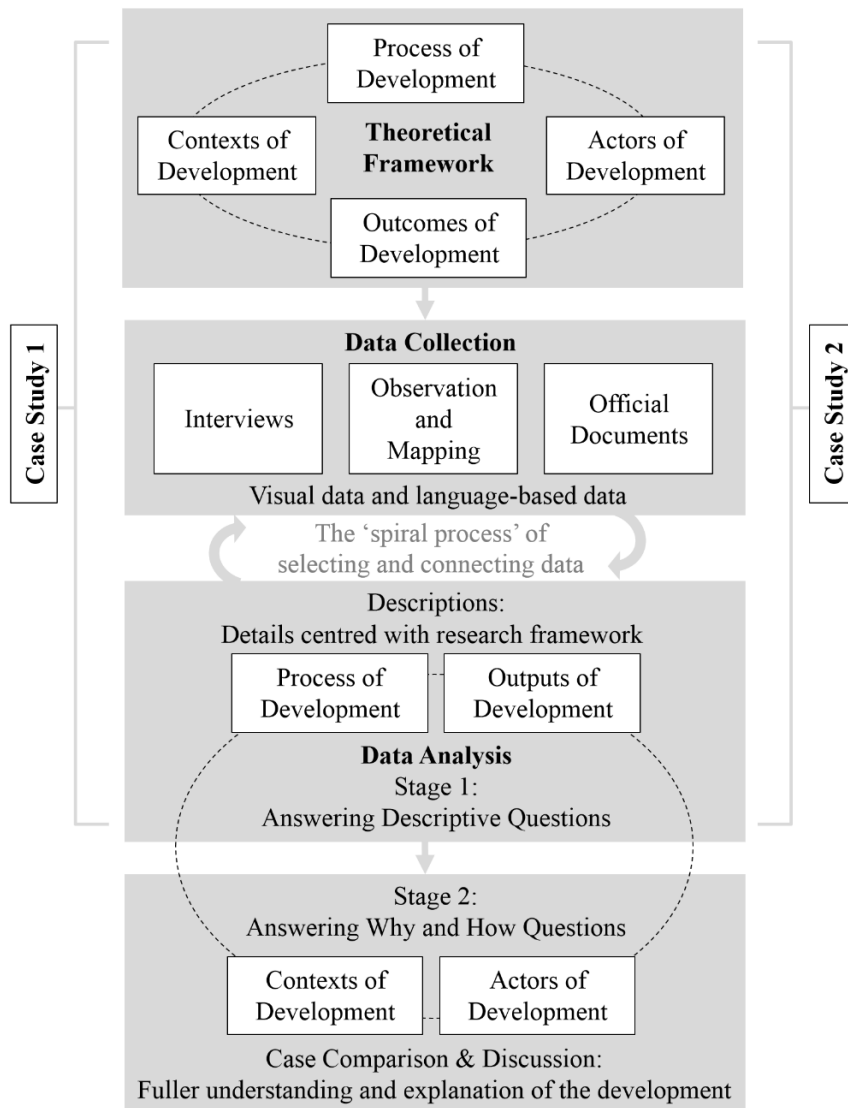 Process of
Development
Contexts of
Development
Theoretical
Framework
Actors of
Development
Outcomes of
Development
Case Study 1
Case Study 2
Data Collection
Interviews
Observation
and
Mapping
Official
Documents
Visual data and language-based data
The ‘spiral process’ of
selecting and connecting data
Descriptions:
Details centred with research framework
Process of
Development
Outputs of
Development
Data Analysis
Stage 1:
Answering Descriptive Questions
Stage 2:
Answering Why and How Questions
Contexts of
Development
Actors of
Development
Case Comparison & Discussion:
Fuller understanding and explanation of the development